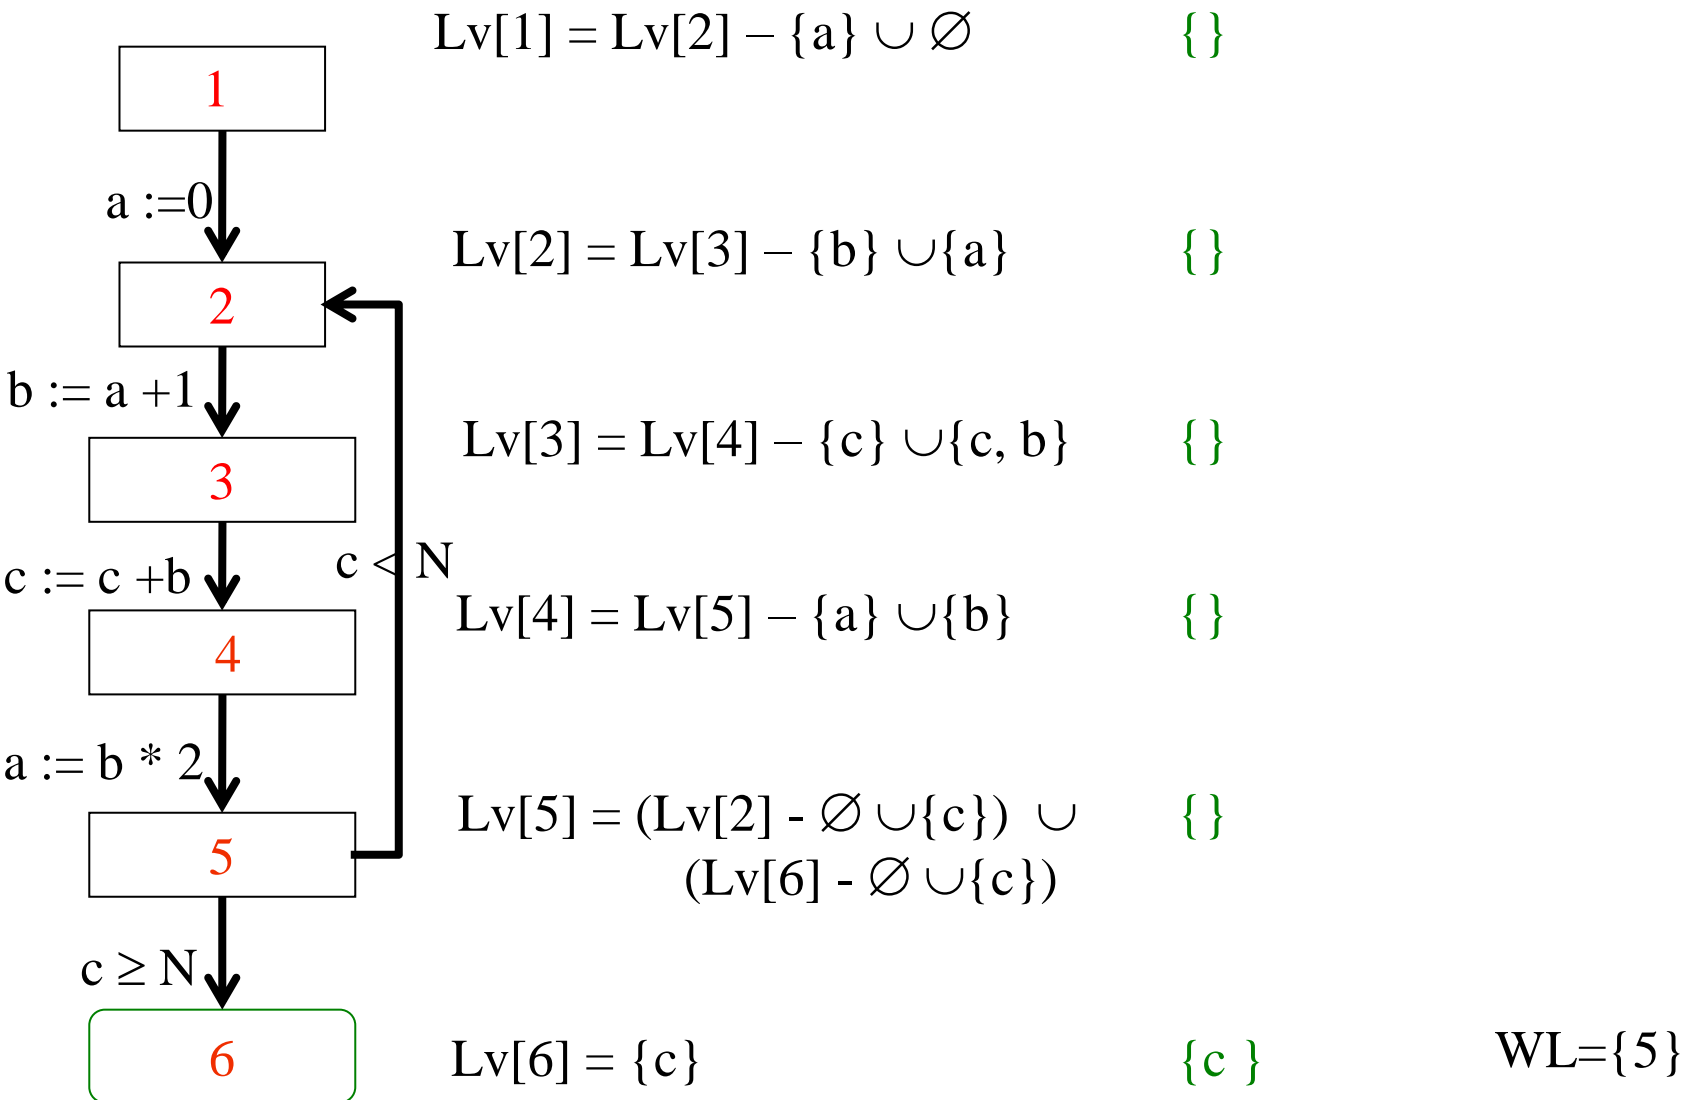 Lv[1] = Lv[2] – {a} ∪ ∅ { }
1
a :=0
Lv[2] = Lv[3] – {b} ∪{a} { }
2
b := a +1
Lv[3] = Lv[4] – {c} ∪{c, b} { }
3
c < N
c := c +b
Lv[4] = Lv[5] – {a} ∪{b} { }
4
a := b * 2
Lv[5] = (Lv[2] - ∅ ∪{c}) ∪ { }
5
(Lv[6] - ∅ ∪{c})
c ≥ N
6
Lv[6] = {c} {c } WL={5}